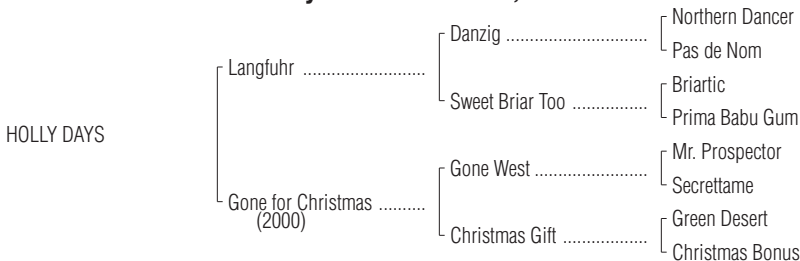 Northern Dancer
Danzig ............................
Pas de Nom
Langfuhr ........................
Briartic
Sweet Briar Too ...............
Prima Babu Gum
HOLLY DAYS
Mr. Prospector
Gone West ......................
Secrettame
Gone for Christmas .........
(2000)
Green Desert
Christmas Gift .................
Christmas Bonus